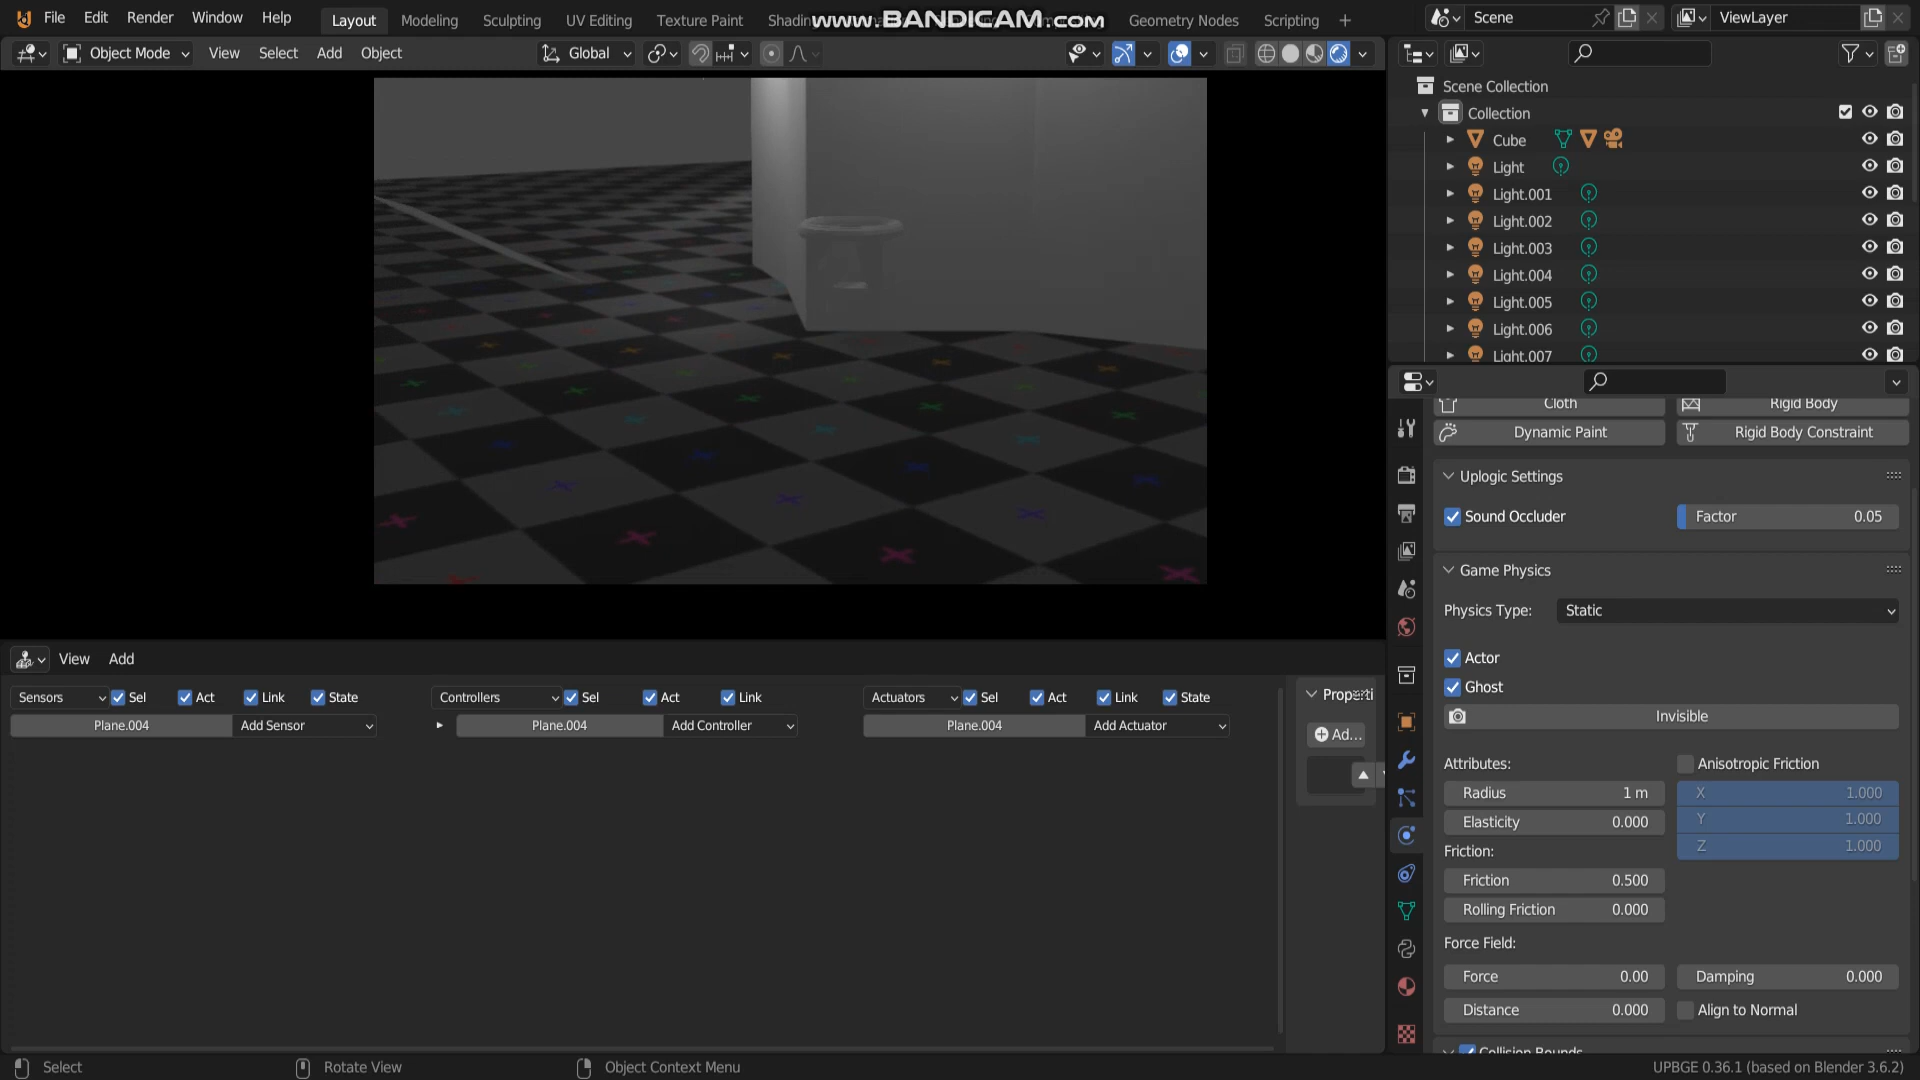 File Edit Render Window Help Layout Modeling Sculpting UV Editing Texture Paint www.BANDICAM.com Geometry Nodes Scripting Scene ViewLayer
Object Mode View Select Add Object Global
Scene Collection
Collection
Cube
Light
Light.001
Light.002
Light.003
Light.004
Light.005
Light.006
Light.007
Cloth Rigid Body
Dynamic Paint Rigid Body Constraint
Uplogic Settings
Sound Occluder Factor 0.05
Game Physics
Physics Type: Static
Actor
Ghost
Invisible
Attributes: Anisotropic Friction
Radius 1 m X 1.000
Elasticity 0.000 Y 1.000
Friction: Z 1.000
Friction 0.500
Rolling Friction 0.000
Force Field:
Force 0.00 Damping 0.000
Distance 0.000 Align to Normal
Collision Bounds
View Add
Sensors Sel Act Link State Controllers Sel Act Link Actuators Sel Act Link State Properti
Plane.004 Add Sensor Plane.004 Add Controller Plane.004 Add Actuator Ad...
Select Rotate View Object Context Menu UPBGE 0.36.1 (based on Blender 3.6.2)